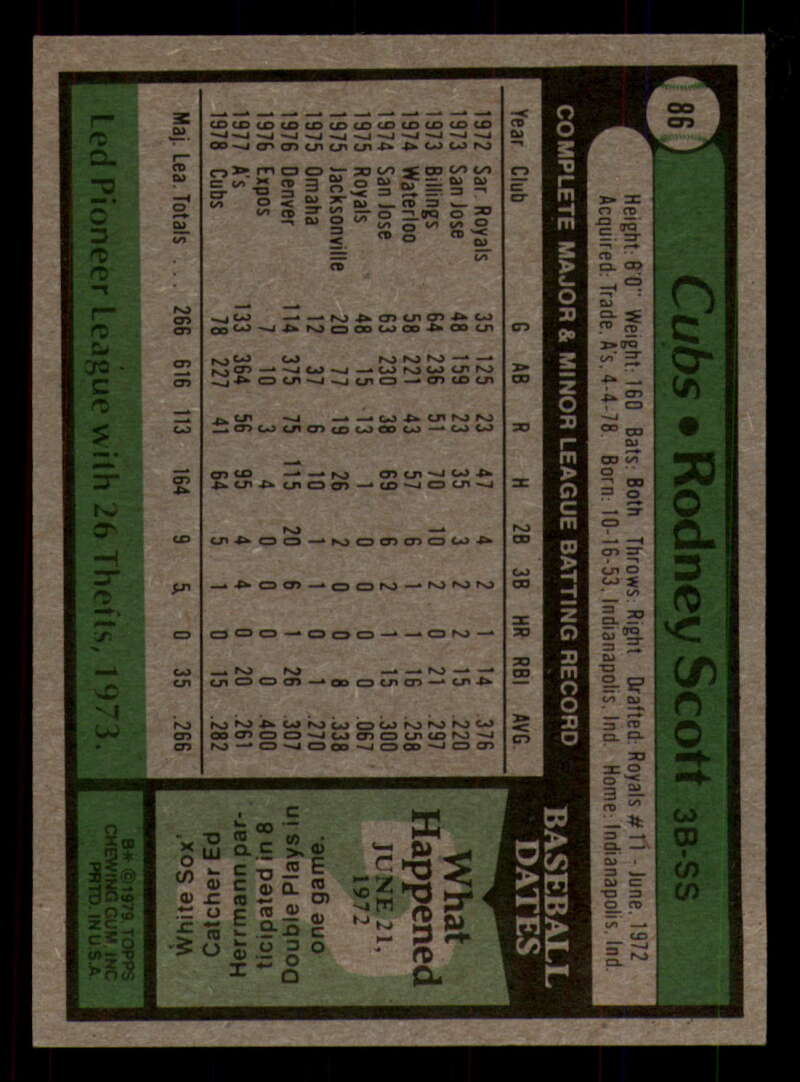 86
Cubs • Rodney Scott 3B-SS
Height: 6'0" Weight: 160 Bats: Both Throws: Right Drafted: Royals #11 - June, 1972
Acquired: Trade, A's, 4-4-78. Born: 10-16-53, Indianapolis, Ind. Home: Indianapolis, Ind.
COMPLETE MAJOR & MINOR LEAGUE BATTING RECORD
Year Club G AB R H 2B 3B HR RBI AVG.
1972 Sar. Royals 35 125 23 47 4 2 1 14 .376
1973 San Jose 48 159 23 35 3 2 2 15 .220
1973 Billings 64 236 51 70 10 2 0 21 .297
1974 Waterloo 58 221 43 57 6 1 1 16 .258
1974 San Jose 63 230 38 69 6 2 1 15 .300
1975 Royals 48 15 13 1 0 0 0 0 .067
1975 Jacksonville 20 77 19 26 2 0 0 8 .338
1975 Omaha 12 37 6 10 1 1 0 1 .270
1976 Denver 114 375 75 115 20 6 1 26 .307
1976 Expos 7 10 3 4 0 0 0 0 .400
1977 A's 133 364 56 95 4 4 0 20 .261
1978 Cubs 78 227 41 64 5 1 0 15 .282
Maj. Lea. Totals . . . 266 616 113 164 9 5 0 35 .266
Led Pioneer League with 26 Thefts, 1973.
BASEBALL
DATES
What
Happened
JUNE 21,
1972
White Sox'
Catcher Ed
Herrmann par-
ticipated in 8
Double Plays in
one game.
B* ©1979, TOPPS
CHEWING GUM, INC
PRTD. IN U.S.A.